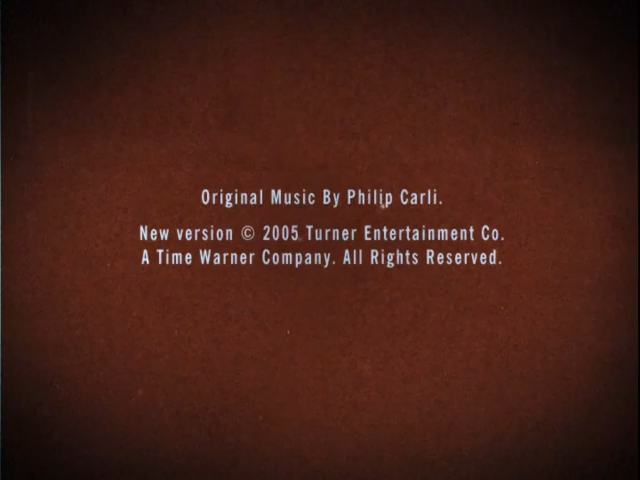 Original Music By Philip Carli.
New version © 2005 Turner Entertainment Co.
A Time Warner Company. All Rights Reserved.